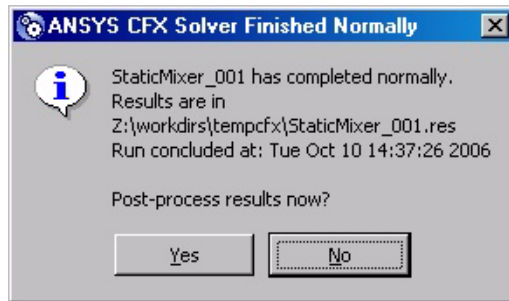 ANSYS CFX Solver Finished Normally
StaticMixer_001 has completed normally.
Results are in
Z:\workdirs\tempcfx\StaticMixer_001.res
Run concluded at: Tue Oct 10 14:37:26 2006
Post-process results now?
Yes No